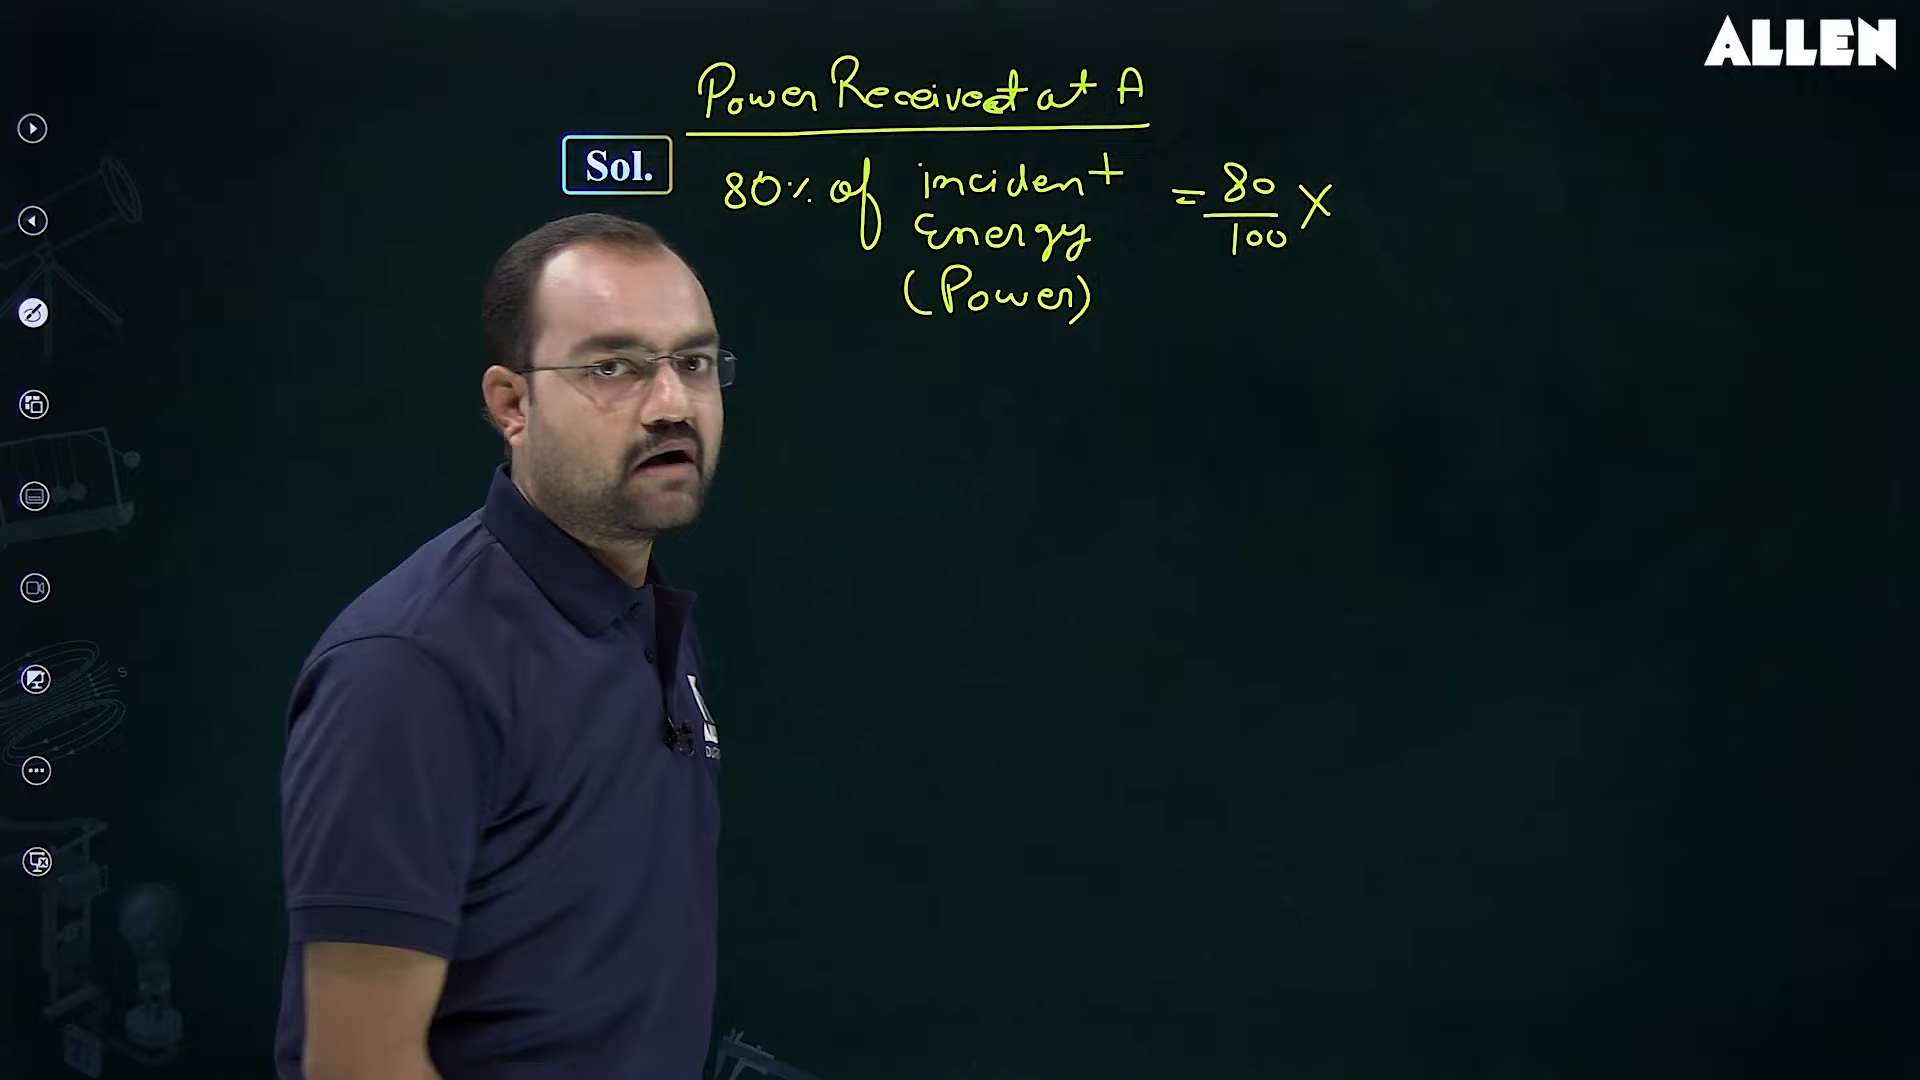 ALLEN
Power Received at A
Sol.
80% of incident = 80/100 ×
Energy
(Power)